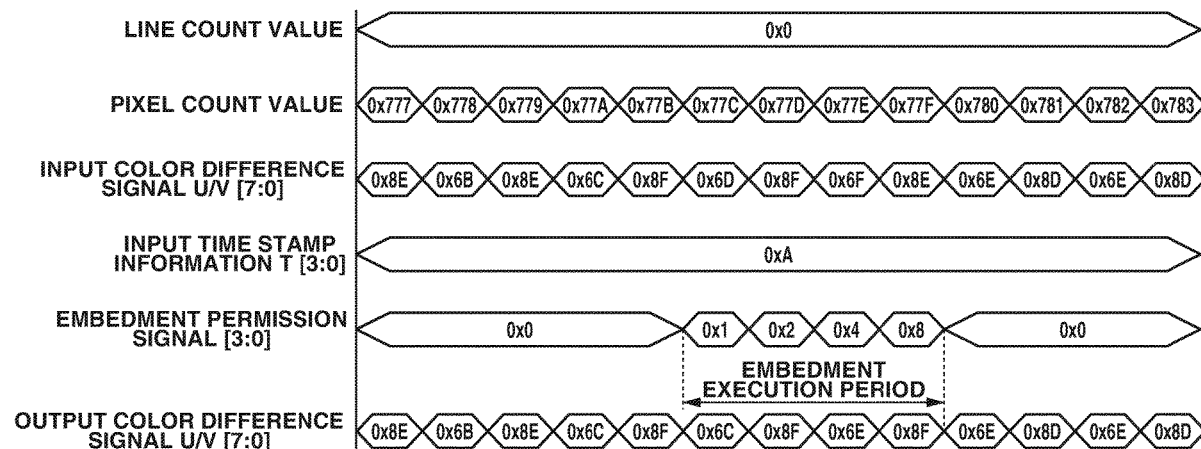 LINE COUNT VALUE
0x0
PIXEL COUNT VALUE
0x777 0x778 0x779 0x77A 0x77B 0x77C 0x77D 0x77E 0x77F 0x780 0x781 0x782 0x783
INPUT COLOR DIFFERENCE
SIGNAL U/V [7:0]
0x8E 0x6B 0x8E 0x6C 0x8F 0x6D 0x8F 0x6F 0x8E 0x6E 0x8D 0x6E 0x8D
INPUT TIME STAMP
INFORMATION T [3:0]
0xA
EMBEDMENT PERMISSION
SIGNAL [3:0]
0x0 0x1 0x2 0x4 0x8 0x0
EMBEDMENT
EXECUTION PERIOD
OUTPUT COLOR DIFFERENCE
SIGNAL U/V [7:0]
0x8E 0x6B 0x8E 0x6C 0x8F 0x6C 0x8F 0x6E 0x8F 0x6E 0x8D 0x6E 0x8D